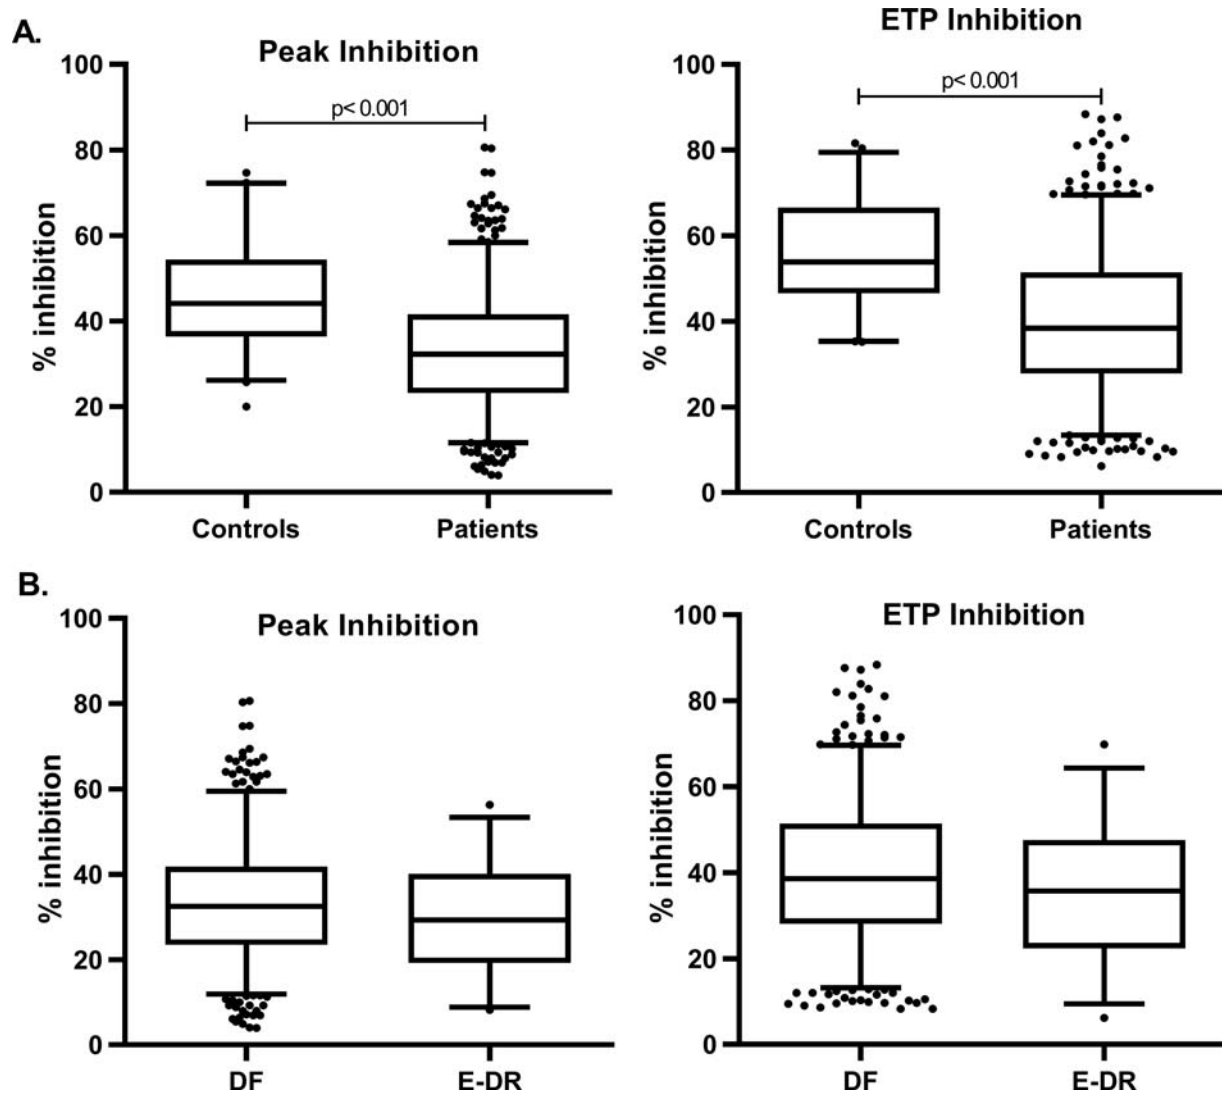 A.
Peak Inhibition
ETP Inhibition
100
80
60
40
20
0
% inhibition
p< 0.001
Controls
Patients
100
80
60
40
20
0
% inhibition
p< 0.001
Controls
Patients
B.
Peak Inhibition
ETP Inhibition
100
80
60
40
20
0
% inhibition
DF
E-DR
100
80
60
40
20
0
% inhibition
DF
E-DR